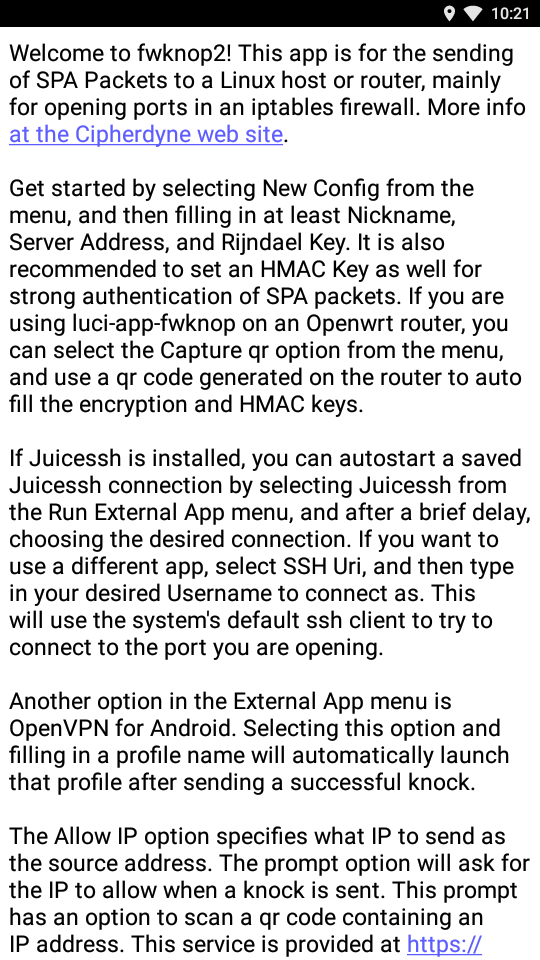 10:21
Welcome to fwknop2! This app is for the sending
of SPA Packets to a Linux host or router, mainly
for opening ports in an iptables firewall. More info
at the Cipherdyne web site.
Get started by selecting New Config from the
menu, and then filling in at least Nickname,
Server Address, and Rijndael Key. It is also
recommended to set an HMAC Key as well for
strong authentication of SPA packets. If you are
using luci-app-fwknop on an Openwrt router, you
can select the Capture qr option from the menu,
and use a qr code generated on the router to auto
fill the encryption and HMAC keys.
If Juicessh is installed, you can autostart a saved
Juicessh connection by selecting Juicessh from
the Run External App menu, and after a brief delay,
choosing the desired connection. If you want to
use a different app, select SSH Uri, and then type
in your desired Username to connect as. This
will use the system's default ssh client to try to
connect to the port you are opening.
Another option in the External App menu is
OpenVPN for Android. Selecting this option and
filling in a profile name will automatically launch
that profile after sending a successful knock.
The Allow IP option specifies what IP to send as
the source address. The prompt option will ask for
the IP to allow when a knock is sent. This prompt
has an option to scan a qr code containing an
IP address. This service is provided at https://